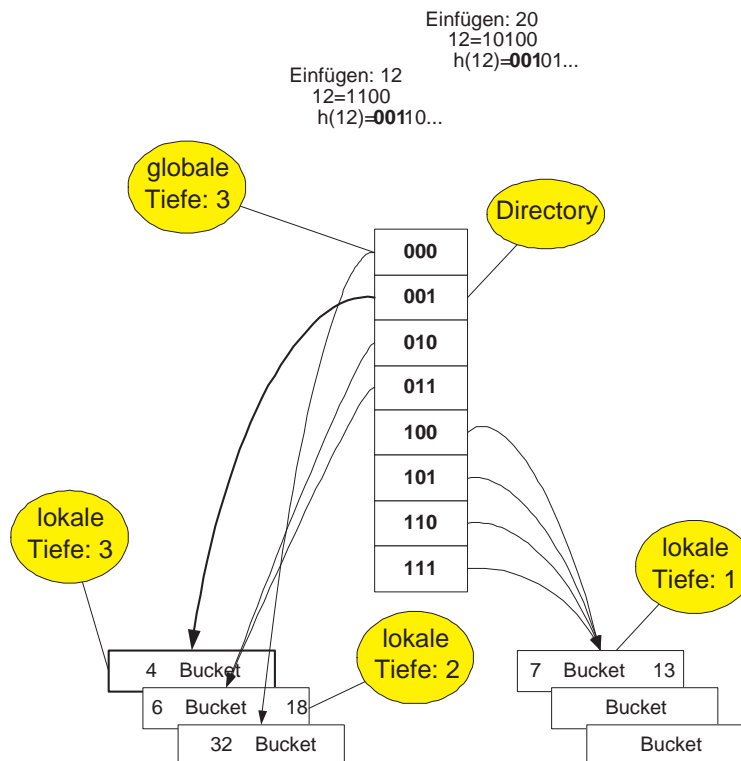 Einfügen: 20
12=10100
h(12)=00101...
Einfügen: 12
12=1100
h(12)=00110...
globale
Tiefe: 3
Directory
000
001
010
011
100
101
110
111
lokale
Tiefe: 3
lokale
Tiefe: 1
lokale
Tiefe: 2
4 Bucket
7 Bucket 13
6 Bucket 18
Bucket
32 Bucket
Bucket